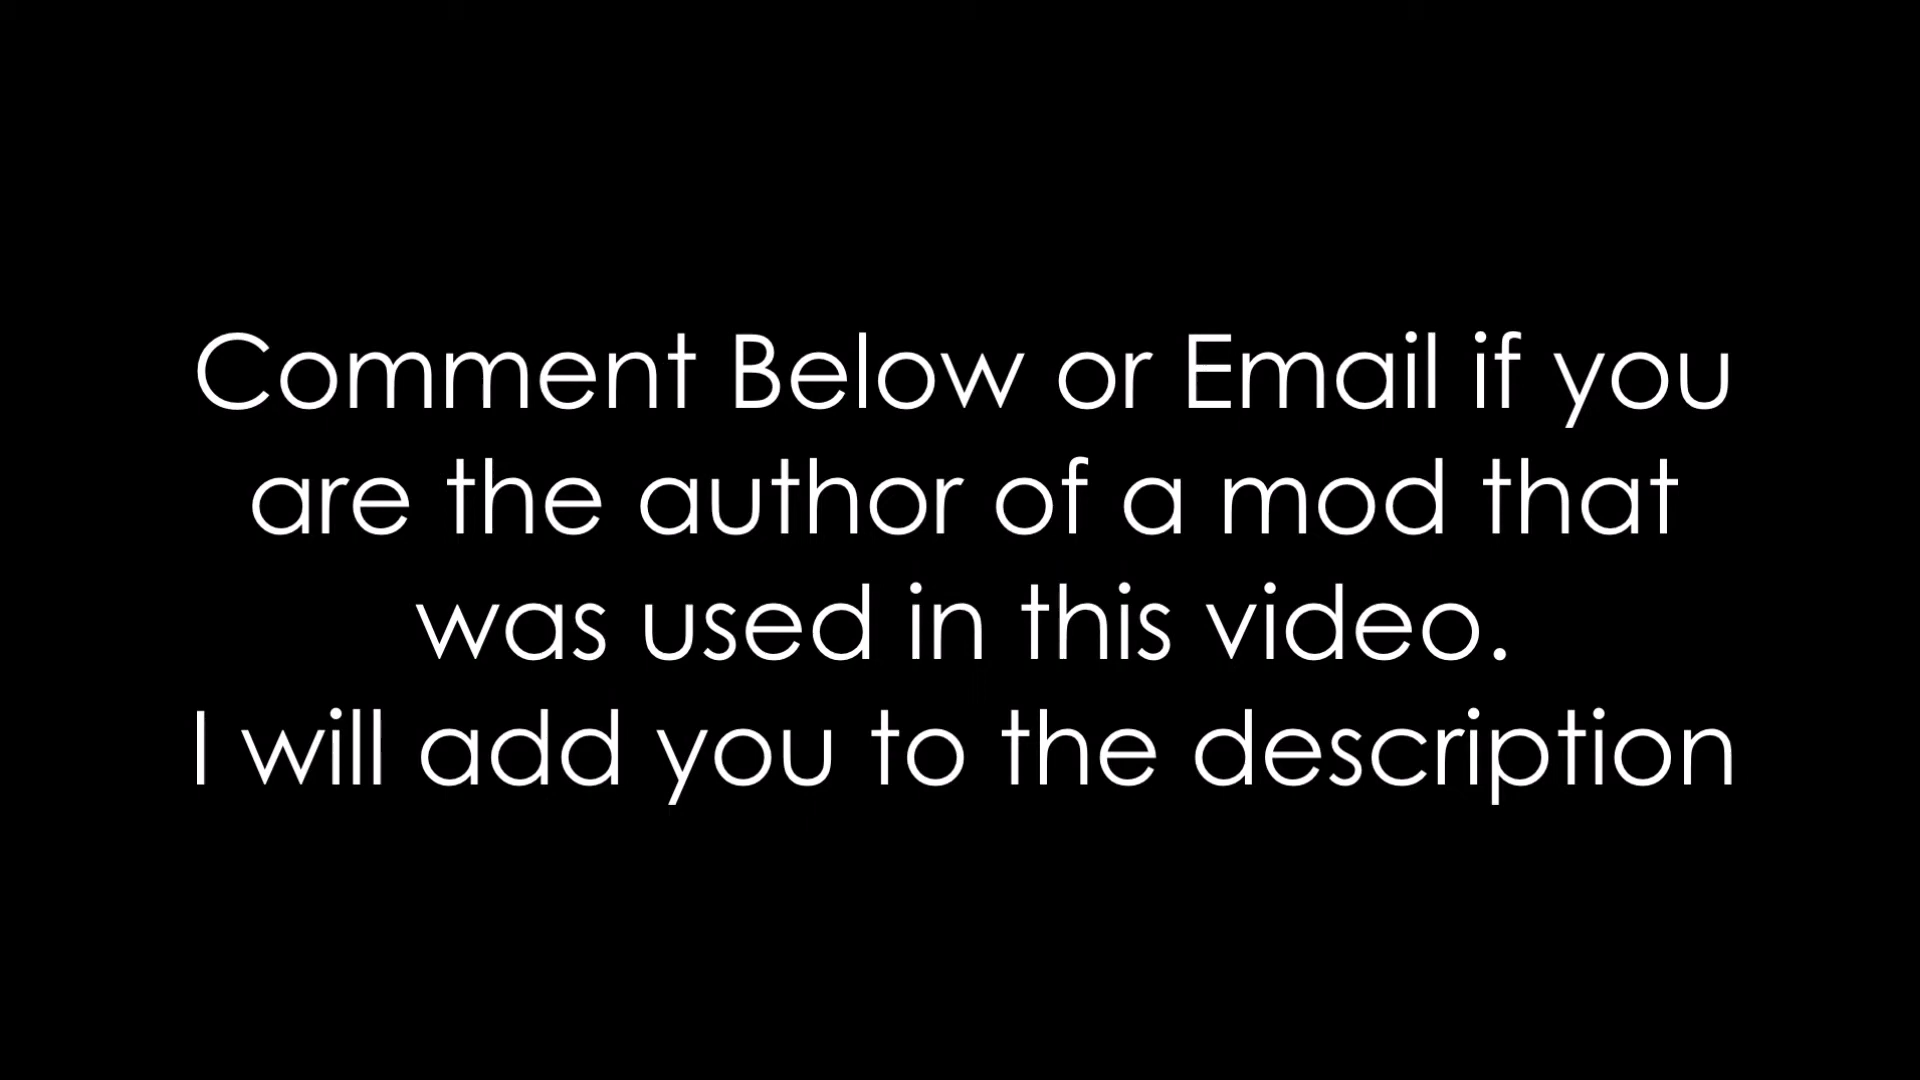 Comment Below or Email if you
are the author of a mod that
was used in this video.
I will add you to the description